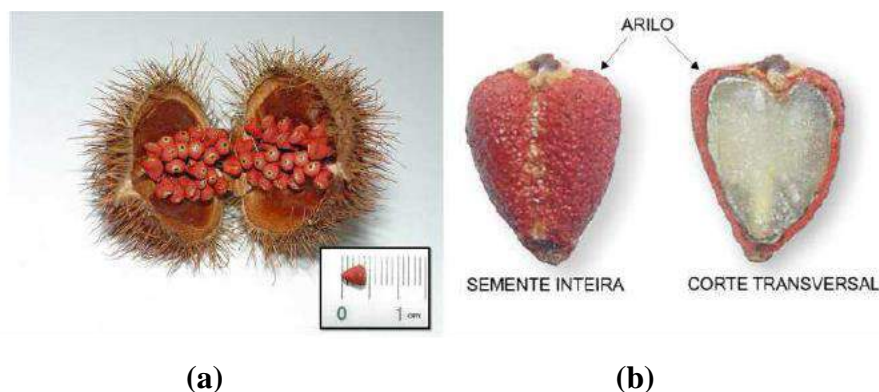 ARILO
SEMENTE INTEIRA
CORTE TRANSVERSAL
0 1 cm
(a)
(b)